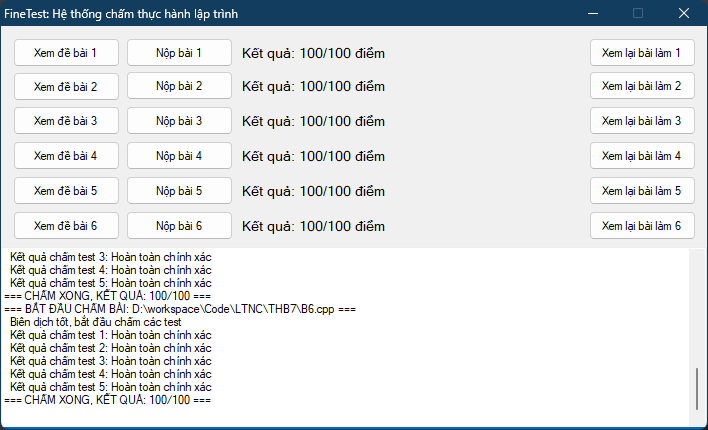 FineTest: Hệ thống chấm thực hành lập trình
Xem đề bài 1 Nộp bài 1 Kết quả: 100/100 điểm Xem lại bài làm 1
Xem đề bài 2 Nộp bài 2 Kết quả: 100/100 điểm Xem lại bài làm 2
Xem đề bài 3 Nộp bài 3 Kết quả: 100/100 điểm Xem lại bài làm 3
Xem đề bài 4 Nộp bài 4 Kết quả: 100/100 điểm Xem lại bài làm 4
Xem đề bài 5 Nộp bài 5 Kết quả: 100/100 điểm Xem lại bài làm 5
Xem đề bài 6 Nộp bài 6 Kết quả: 100/100 điểm Xem lại bài làm 6
Kết quả chấm test 3: Hoàn toàn chính xác
Kết quả chấm test 4: Hoàn toàn chính xác
Kết quả chấm test 5: Hoàn toàn chính xác
=== CHẤM XONG, KẾT QUẢ: 100/100 ===
=== BẮT ĐẦU CHẤM BÀI: D:\workspace\Code\LTNC\THB7\B6.cpp ===
Biên dịch tốt, bắt đầu chấm các test
Kết quả chấm test 1: Hoàn toàn chính xác
Kết quả chấm test 2: Hoàn toàn chính xác
Kết quả chấm test 3: Hoàn toàn chính xác
Kết quả chấm test 4: Hoàn toàn chính xác
Kết quả chấm test 5: Hoàn toàn chính xác
=== CHẤM XONG, KẾT QUẢ: 100/100 ===